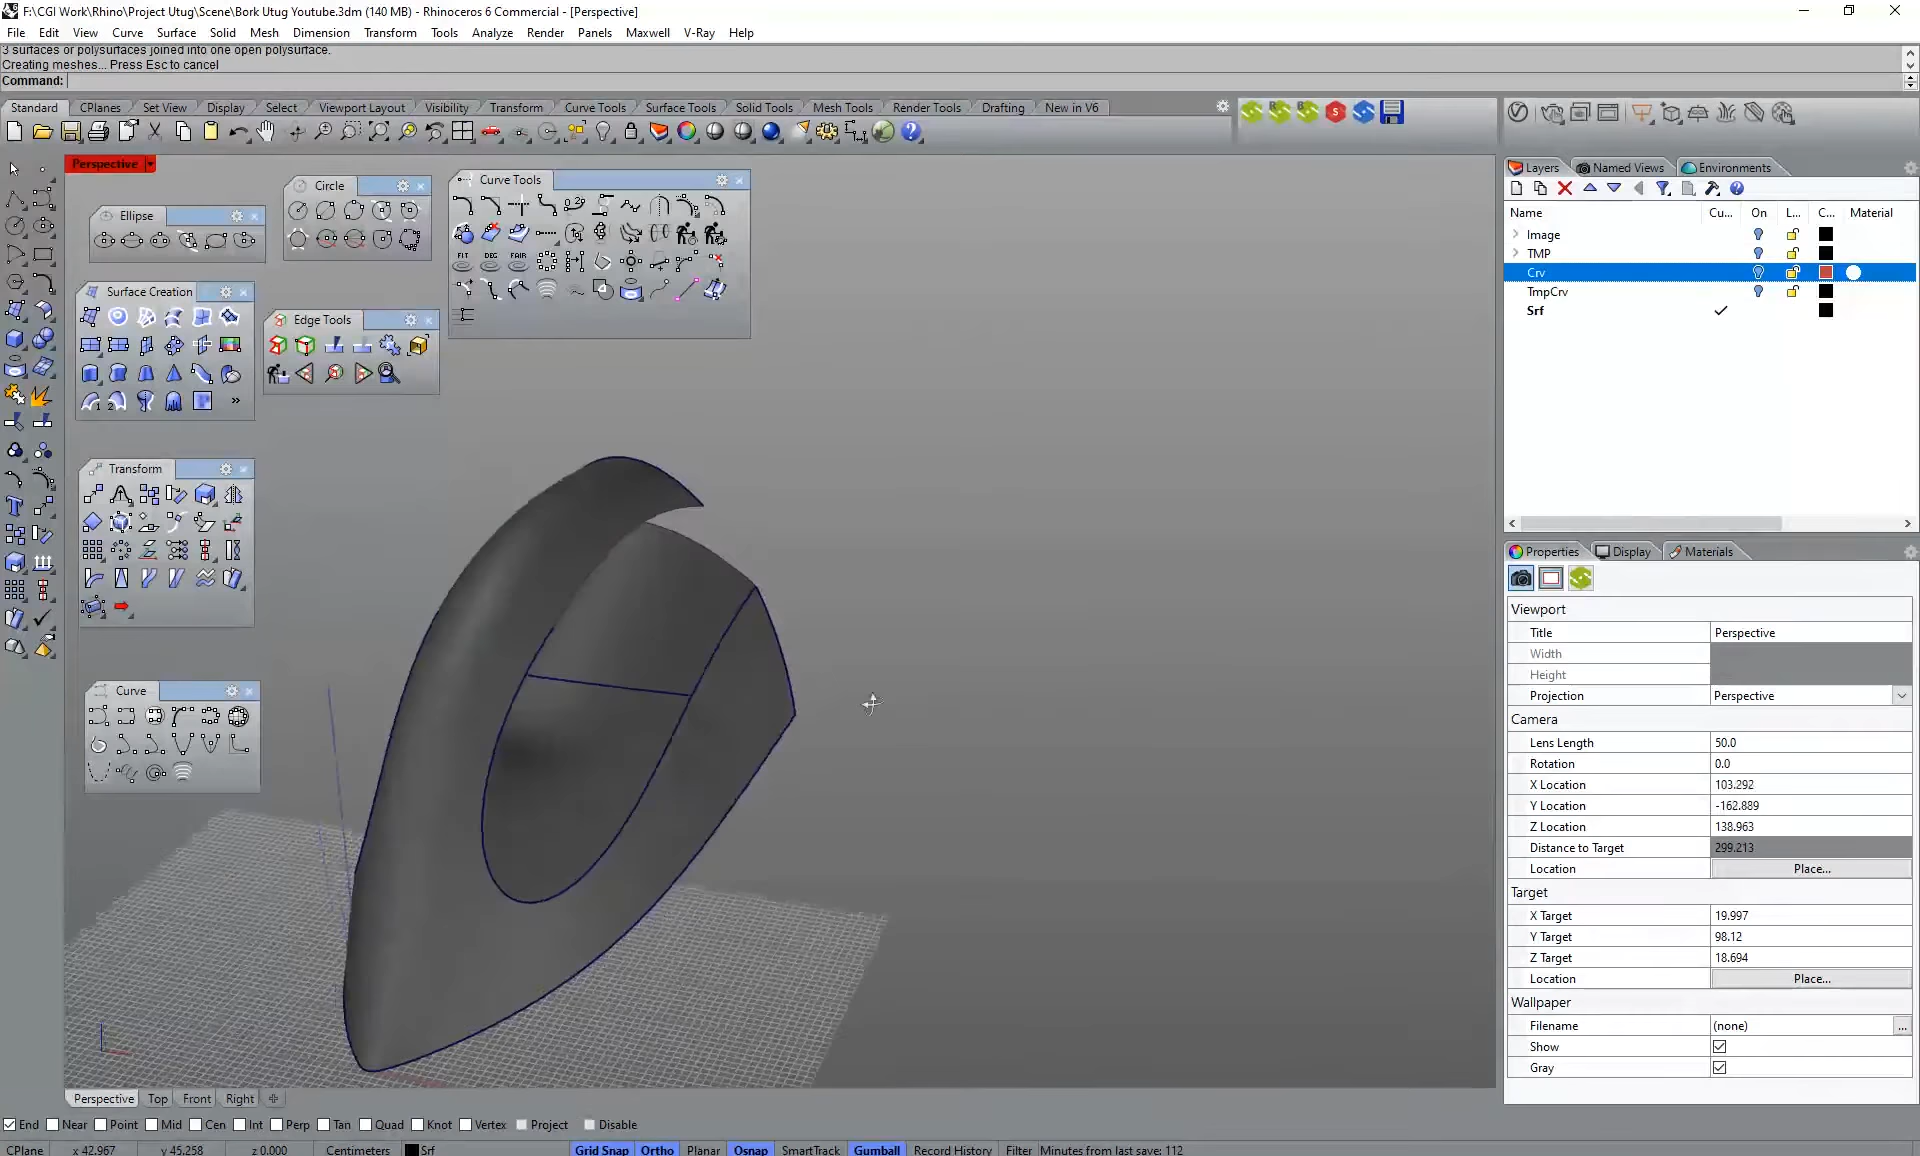 F:\CGI Work\Rhino\Project Utug\Scene\Bork Utug Youtube.3dm (140 MB) - Rhinoceros 6 Commercial - [Perspective]
File Edit View Curve Surface Solid Mesh Dimension Transform Tools Analyze Render Panels Maxwell V-Ray Help
3 surfaces or polysurfaces joined into one open polysurface.
Creating meshes... Press Esc to cancel
Command:
Standard CPlanes Set View Display Select Viewport Layout Visibility Transform Curve Tools Surface Tools Solid Tools Mesh Tools Render Tools Drafting New in V6
Perspective
Circle
Curve Tools
Ellipse
FIT DEG FAIR
Surface Creation
Edge Tools
Transform
Curve
Layers Named Views Environments
Name Cu... On L... C... Material
Image
TMP
Crv
TmpCrv
Srf
Properties Display Materials
Viewport
Title Perspective
Width
Height
Projection Perspective
Camera
Lens Length 50.0
Rotation 0.0
X Location 103.292
Y Location -162.889
Z Location 138.963
Distance to Target 299.213
Location Place...
Target
X Target 19.997
Y Target 98.12
Z Target 18.694
Location Place...
Wallpaper
Filename (none) ...
Show
Gray
Perspective Top Front Right
End Near Point Mid Cen Int Perp Tan Quad Knot Vertex Project Disable
CPlane x 42.967 y 45.258 z 0.000 Centimeters Srf Grid Snap Ortho Planar Osnap SmartTrack Gumball Record History Filter Minutes from last save: 112